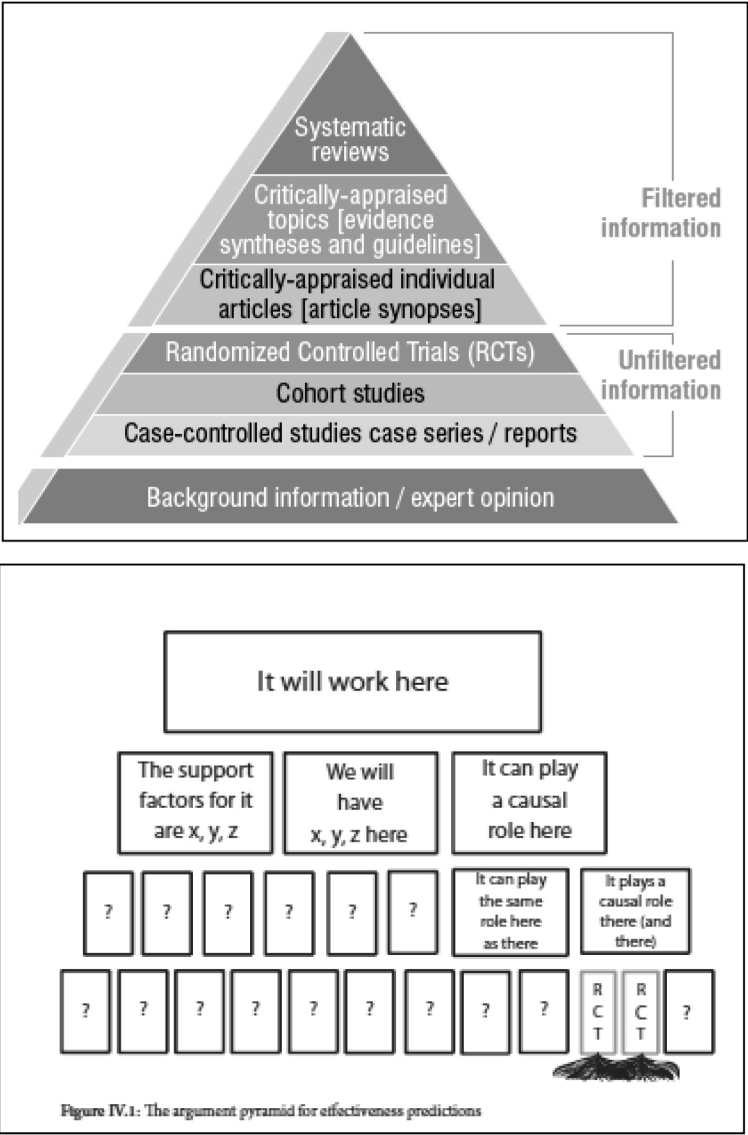 Systematic
reviews
Critically-appraised
topics [evidence
syntheses and guidelines]
Critically-appraised individual
articles [article synopses]
Filtered
information
Randomized Controlled Trials (RCTs)
Cohort studies
Case-controlled studies case series / reports
Unfiltered
information
Background information / expert opinion
It will work here
The support
factors for it
are x, y, z
We will
have
x, y, z here
It can play
a causal
role here
?
?
?
?
?
?
It can play
the same
role here
as there
It plays a
causal role
there (and
there)
?
?
?
?
?
?
?
?
?
R
C
T
R
C
T
?
Figure IV.1: The argument pyramid for effectiveness predictions